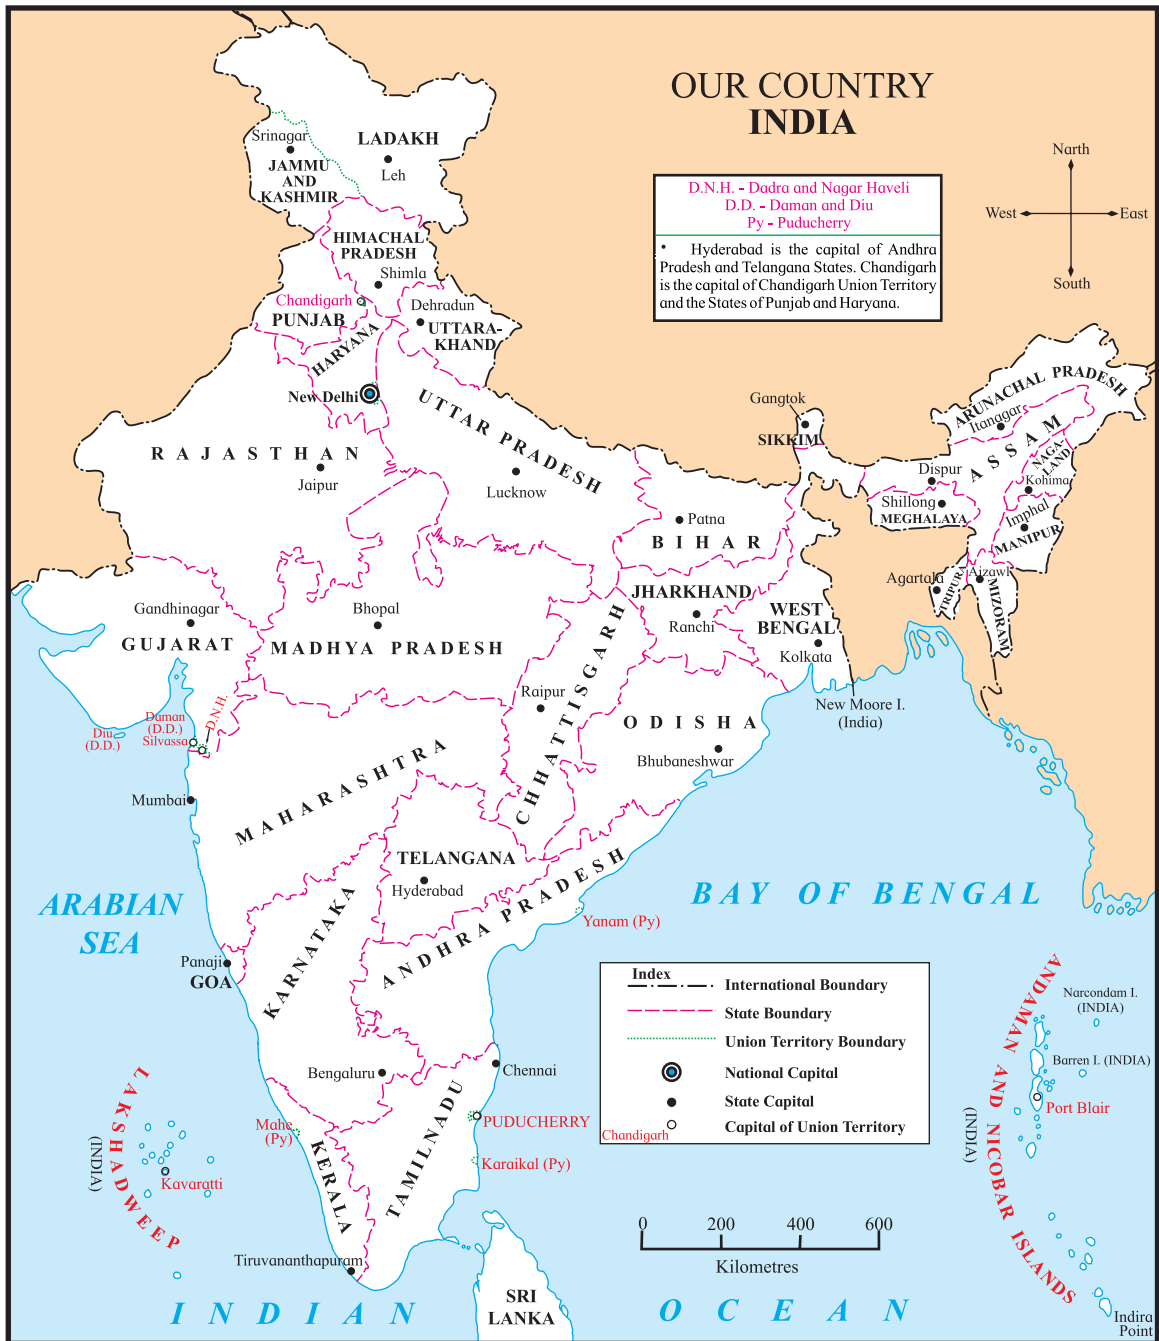 OUR COUNTRY
INDIA
Narth
West
East
South
D.N.H. - Dadra and Nagar Haveli
D.D. - Daman and Diu
Py - Puducherry
• Hyderabad is the capital of Andhra
Pradesh and Telangana States. Chandigarh
is the capital of Chandigarh Union Territory
and the States of Punjab and Haryana.
Srinagar
LADAKH
Leh
JAMMU
AND
KASHMIR
HIMACHAL
PRADESH
Shimla
Chandigarh
PUNJAB
Dehradun
UTTARA-
KHAND
HARYANA
New Delhi
UTTAR PRADESH
Lucknow
RAJASTHAN
Jaipur
Gangtok
SIKKIM
ARUNACHAL PRADESH
Itanagar
ASSAM
Dispur
NAGA-
LAND
Kohima
Shillong
MEGHALAYA
Imphal
MANIPUR
Agartala
TRIPURA
Aizawl
MIZORAM
Patna
BIHAR
JHARKHAND
Ranchi
WEST
BENGAL
Kolkata
New Moore I.
(India)
Gandhinagar
GUJARAT
Bhopal
MADHYA PRADESH
CHHATTISGARH
Raipur
ODISHA
Bhubaneshwar
Diu
(D.D.)
Daman
(D.D.)
Silvassa
D.N.H.
Mumbai
MAHARASHTRA
TELANGANA
Hyderabad
ANDHRA PRADESH
Yanam (Py)
ARABIAN
SEA
BAY OF BENGAL
Panaji
GOA
KARNATAKA
Bengaluru
Chennai
Mahe
(Py)
KERALA
TAMILNADU
PUDUCHERRY
Karaikal (Py)
Tiruvananthapuram
LAKSHADWEEP
(INDIA)
Kavaratti
Index
International Boundary
State Boundary
Union Territory Boundary
National Capital
State Capital
Chandigarh
Capital of Union Territory
0 200 400 600
Kilometres
ANDAMAN AND NICOBAR ISLANDS
(INDIA)
Narcondam I.
(INDIA)
Barren I. (INDIA)
Port Blair
Indira
Point
SRI
LANKA
INDIAN OCEAN